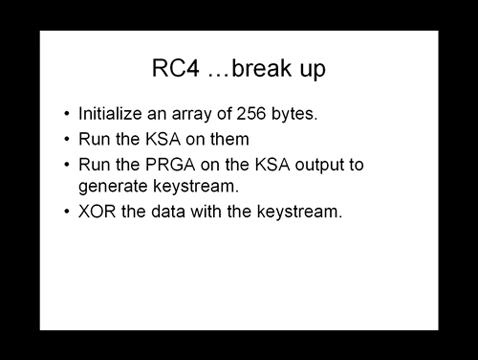 RC4 …break up
• Initialize an array of 256 bytes.
• Run the KSA on them
• Run the PRGA on the KSA output to
generate keystream.
• XOR the data with the keystream.